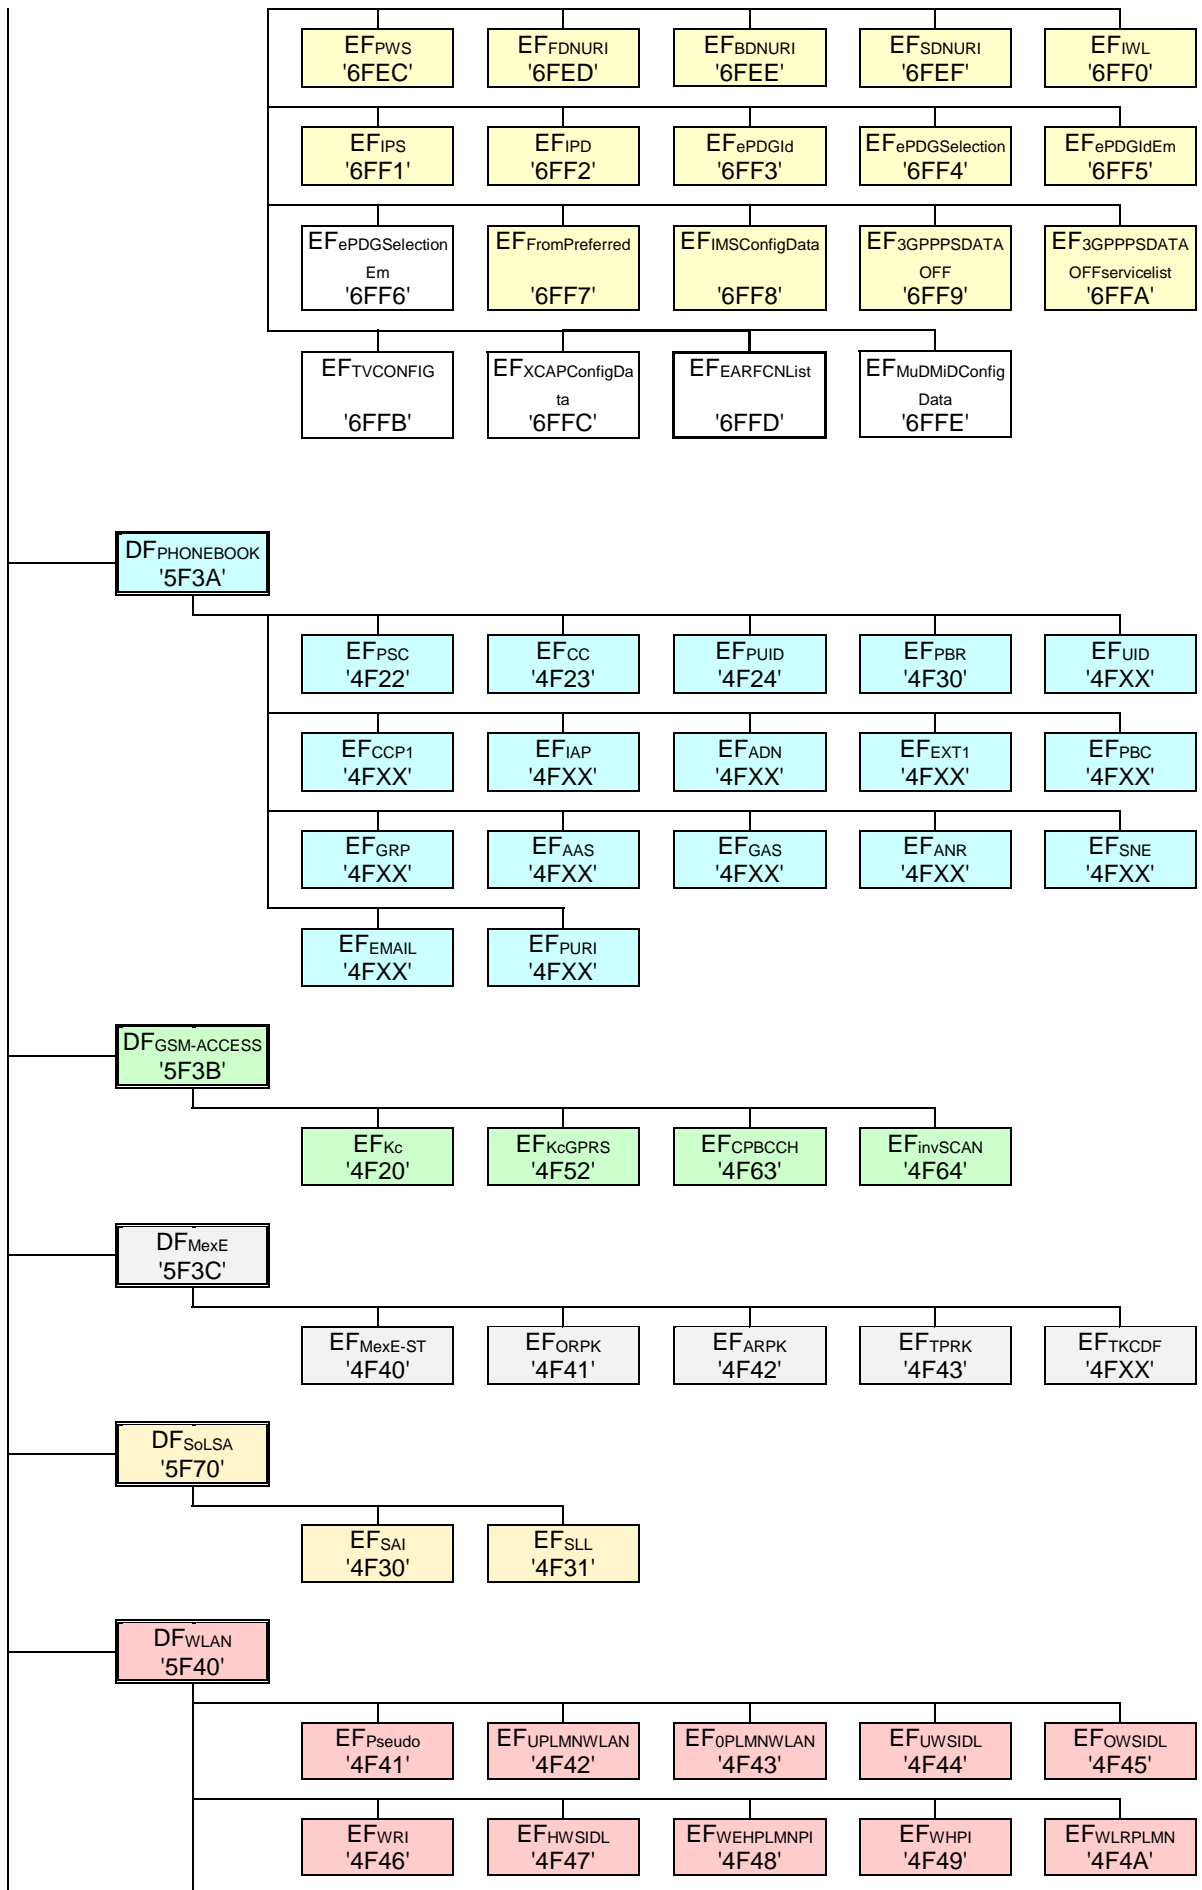 EFPWS EFFDNURI EFBDNURI EFSDNURI EFIWL
'6FEC' '6FED' '6FEE' '6FEF' '6FF0'
EFIPS EFIPD EFePDGId EFePDGSelection EFePDGIdEm
'6FF1' '6FF2' '6FF3' '6FF4' '6FF5'
EFePDGSelection EFFromPreferred EFIMSConfigData EF3GPPPSDATA EF3GPPPSDATA
Em OFF OFFservicelist
'6FF6' '6FF7' '6FF8' '6FF9' '6FFA'
EFTVCONFIG EFXCAPConfigDa EFEARFCNList EFMuDMiDConfig
ta Data
'6FFB' '6FFC' '6FFD' '6FFE'
DFPHONEBOOK
'5F3A'
EFPSC EFCC EFPUID EFPBR EFUID
'4F22' '4F23' '4F24' '4F30' '4FXX'
EFCCP1 EFIAP EFADN EFEXT1 EFPBC
'4FXX' '4FXX' '4FXX' '4FXX' '4FXX'
EFGRP EFAAS EFGAS EFANR EFSNE
'4FXX' '4FXX' '4FXX' '4FXX' '4FXX'
EFEMAIL EFPURI
'4FXX' '4FXX'
DFGSM-ACCESS
'5F3B'
EFKc EFKcGPRS EFCPBCCH EFinvSCAN
'4F20' '4F52' '4F63' '4F64'
DFMexE
'5F3C'
EFMexE-ST EFORPK EFARPK EFTPRK EFTKCDF
'4F40' '4F41' '4F42' '4F43' '4FXX'
DFSoLSA
'5F70'
EFSAI EFSLL
'4F30' '4F31'
DFWLAN
'5F40'
EFPseudo EFUPLMNWLAN EF0PLMNWLAN EFUWSIDL EFOWSIDL
'4F41' '4F42' '4F43' '4F44' '4F45'
EFWRI EFHWSIDL EFWEHPLMNPI EFWHPI EFWLRPLMN
'4F46' '4F47' '4F48' '4F49' '4F4A'